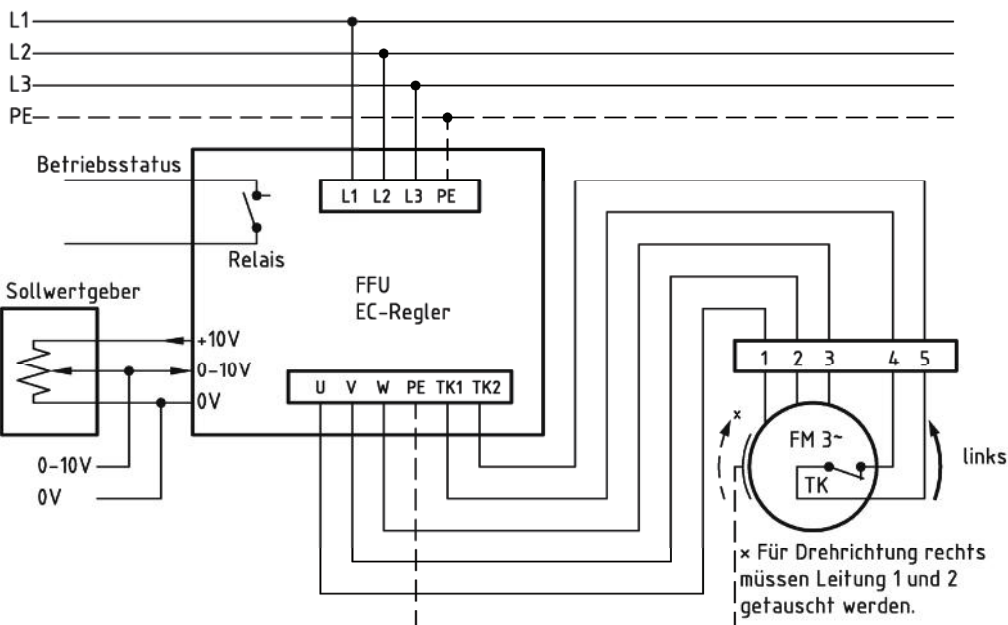 L1
L2
L3
PE
Betriebsstatus
L1 L2 L3 PE
Relais
FFU
EC-Regler
Sollwertgeber
+10V
0-10V
0V
U V W PE TK1 TK2
1 2 3 4 5
×
FM 3~
TK
links
0-10V
0V
× Für Drehrichtung rechts
müssen Leitung 1 und 2
getauscht werden.